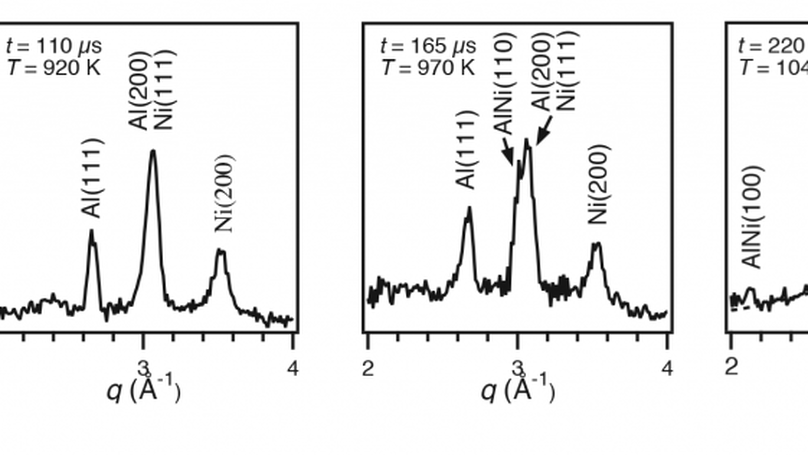 t = 110 µs
T = 920 K
Al(111)
Al(200)
Ni(111)
Ni(200)
3
4
q (Å⁻¹)
t = 165 µs
T = 970 K
Al(111)
AlNi(110)
Al(200)
Ni(111)
Ni(200)
2
3
4
q (Å⁻¹)
t = 220
T = 104
AlNi(100)
2